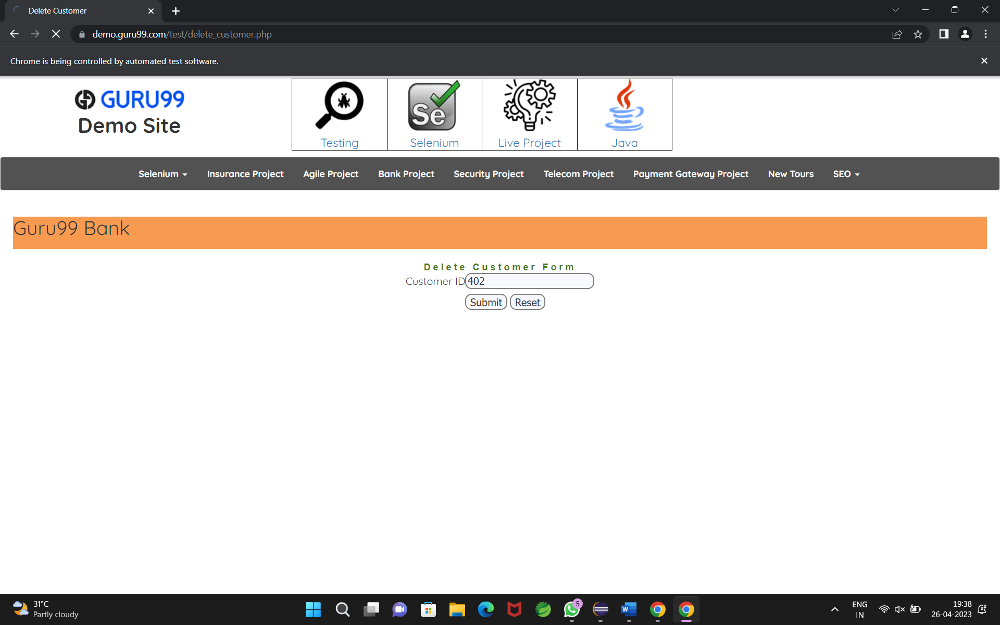 Delete Customer
demo.guru99.com/test/delete_customer.php
Chrome is being controlled by automated test software.
GURU99
Demo Site
Se
Testing Selenium Live Project Java
Selenium Insurance Project Agile Project Bank Project Security Project Telecom Project Payment Gateway Project New Tours SEO
Guru99 Bank
Delete Customer Form
Customer ID 402
Submit Reset
31°C
Partly cloudy
5
W
ENG
IN
19:38
26-04-2023